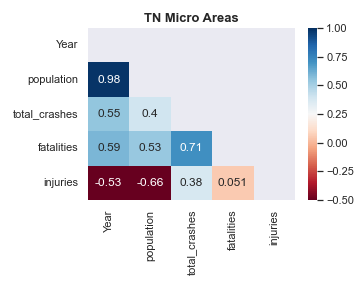 TN Micro Areas
Year
population
0.98
total_crashes
0.55
0.4
fatalities
0.59
0.53
0.71
injuries
-0.53
-0.66
0.38
0.051
Year
population
total_crashes
fatalities
injuries
1.00
0.75
0.50
0.25
0.00
−0.25
−0.50